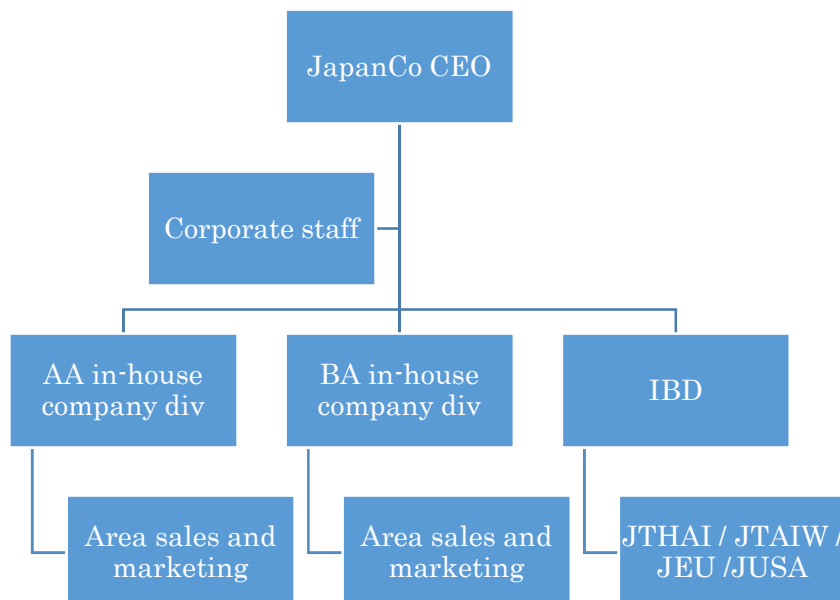 JapanCo CEO
Corporate staff
AA in-house
company div
BA in-house
company div
IBD
Area sales and
marketing
Area sales and
marketing
JTHAI / JTAIW /
JEU /JUSA